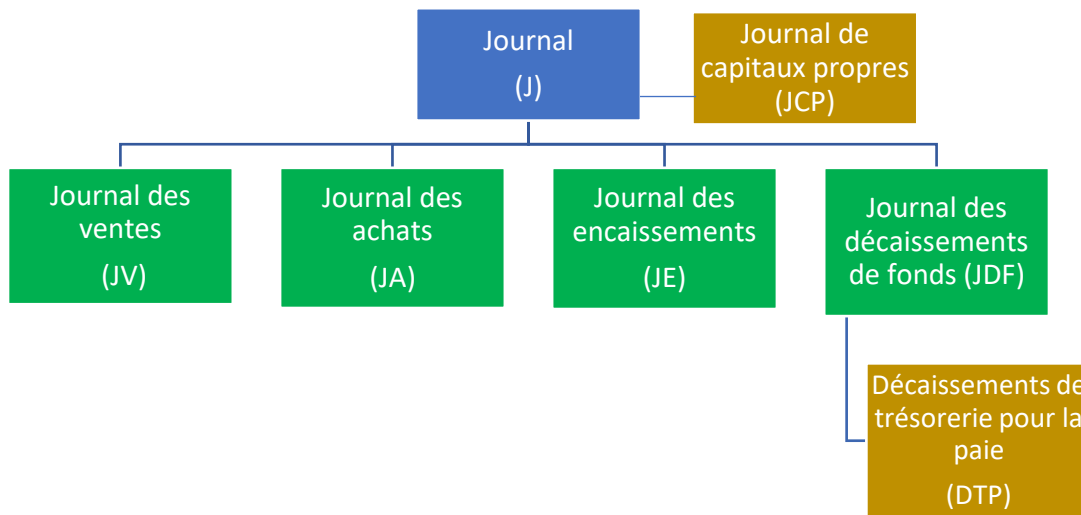 Journal
(J)
Journal de
capitaux propres
(JCP)
Journal des
ventes
(JV)
Journal des
achats
(JA)
Journal des
encaissements
(JE)
Journal des
décaissements
de fonds (JDF)
Décaissements de
trésorerie pour la
paie
(DTP)